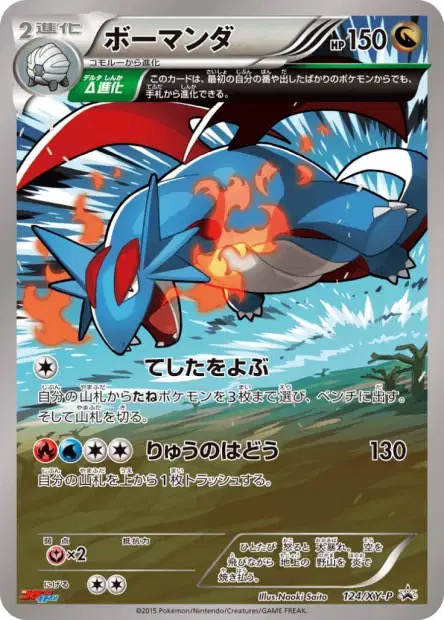 2進化
ボーマンダ
HP150
コモルーから進化
デルタ しんか
Δ進化
このカードは、最初の自分の番や出したばかりのポケモンからでも、
手札から進化できる。
てしたをよぶ
自分の山札からたねポケモンを3枚まで選び、ベンチに出す。
そして山札を切る。
りゅうのはどう 130
自分の山札を上から1枚トラッシュする。
弱点 抵抗力
×2
にげる
ひとたび 怒ると 大暴れ。 空を
飛びながら 地上の 野山を 炎で
焼き払う。
Illus.Naoki Saito
124/XY-P
©2015 Pokémon/Nintendo/Creatures/GAME FREAK.